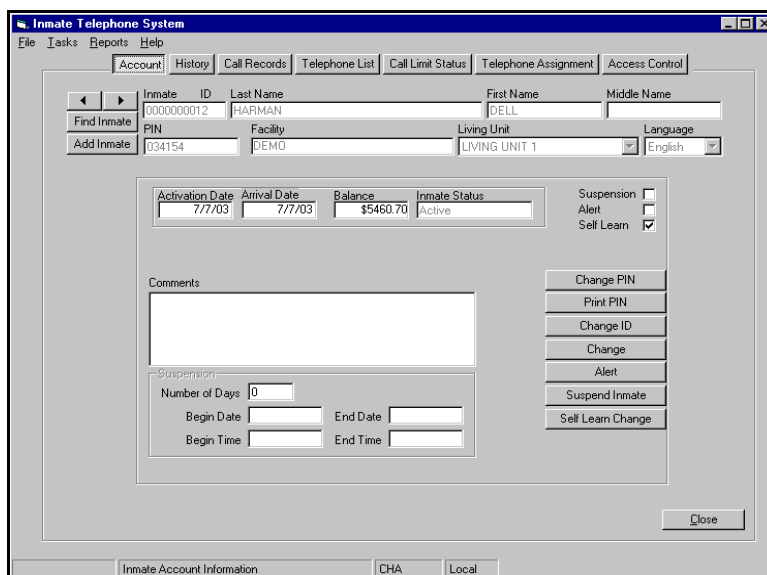 Inmate Telephone System
File Tasks Reports Help
Account History Call Records Telephone List Call Limit Status Telephone Assignment Access Control
Inmate ID Last Name First Name Middle Name
0000000012 HARMAN DELL
Find Inmate
PIN Facility Living Unit Language
Add Inmate 034154 DEMO LIVING UNIT 1 English
Activation Date Arrival Date Balance Inmate Status Suspension
7/7/03 7/7/03 $5460.70 Active Alert
Self Learn
Change PIN
Comments
Print PIN
Change ID
Change
Alert
Suspension
Number of Days 0 Suspend Inmate
Begin Date End Date Self Learn Change
Begin Time End Time
Close
Inmate Account Information CHA Local